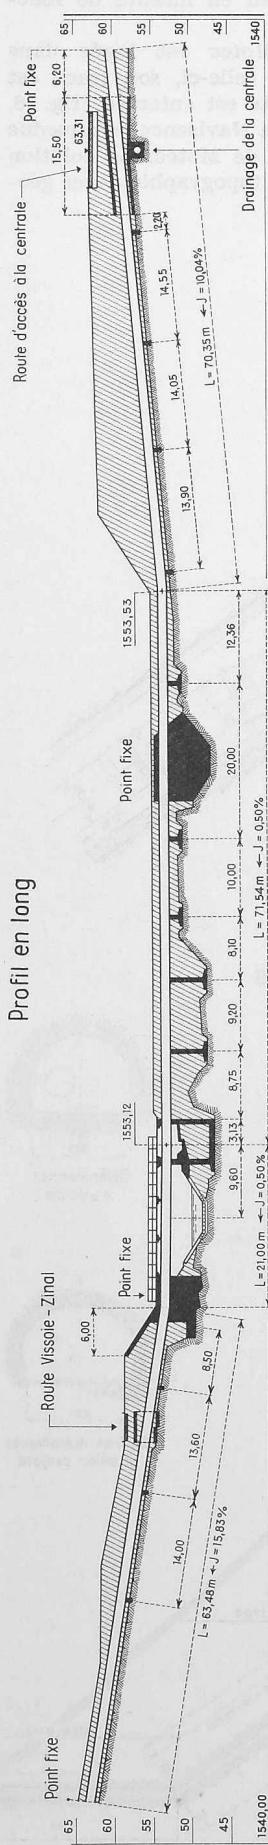 Profil en long
65
60
55
50
45
1540,00
Point fixe
Route Vissoie-Zinal
6,00
Point fixe
1553,12
Point fixe
1553,53
Route d'accès à la centrale
Point fixe
63,31
15,50
6,20
65
60
55
50
45
1540
Drainage de la centrale
14,00
13,60
8,50
L = 63,48 m ← J = 15,83 %
9,60
3,13
8,75
9,20
8,10
10,00
20,00
12,36
L = 21,00 m ← J = 0,50 %
L = 71,54 m ← J = 0,50 %
13,90
14,05
14,55
2,20
L = 70,35 m ← J = 10,04 %